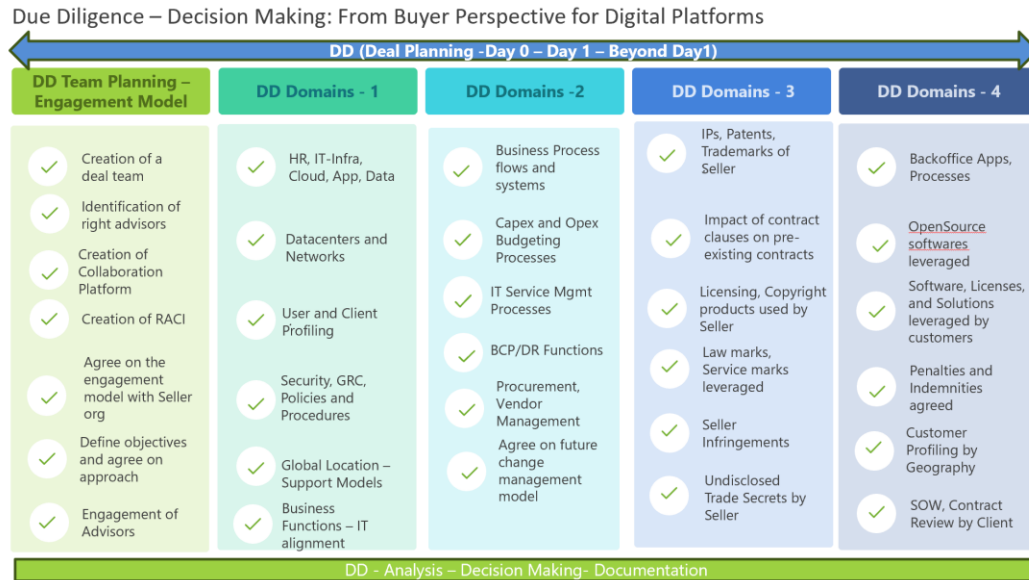 Due Diligence – Decision Making: From Buyer Perspective for Digital Platforms
DD (Deal Planning -Day 0 – Day 1 – Beyond Day1)
DD Team Planning –
Engagement Model
Creation of a
deal team
Identification of
right advisors
Creation of
Collaboration
Platform
Creation of RACI
Agree on the
engagement
model with Seller
org
Define objectives
and agree on
approach
Engagement of
Advisors
DD Domains - 1
HR, IT-Infra,
Cloud, App, Data
Datacenters and
Networks
User and Client
Profiling
Security, GRC,
Policies and
Procedures
Global Location –
Support Models
Business
Functions – IT
alignment
DD Domains -2
Business Process
flows and
systems
Capex and Opex
Budgeting
Processes
IT Service Mgmt
Processes
BCP/DR Functions
Procurement,
Vendor
Management
Agree on future
change
management
model
DD Domains - 3
IPs, Patents,
Trademarks of
Seller
Impact of contract
clauses on pre-
existing contracts
Licensing, Copyright
products used by
Seller
Law marks,
Service marks
leveraged
Seller
Infringements
Undisclosed
Trade Secrets by
Seller
DD Domains - 4
Backoffice Apps,
Processes
OpenSource
softwares
leveraged
Software, Licenses,
and Solutions
leveraged by
customers
Penalties and
Indemnities
agreed
Customer
Profiling by
Geography
SOW, Contract
Review by Client
DD - Analysis – Decision Making- Documentation